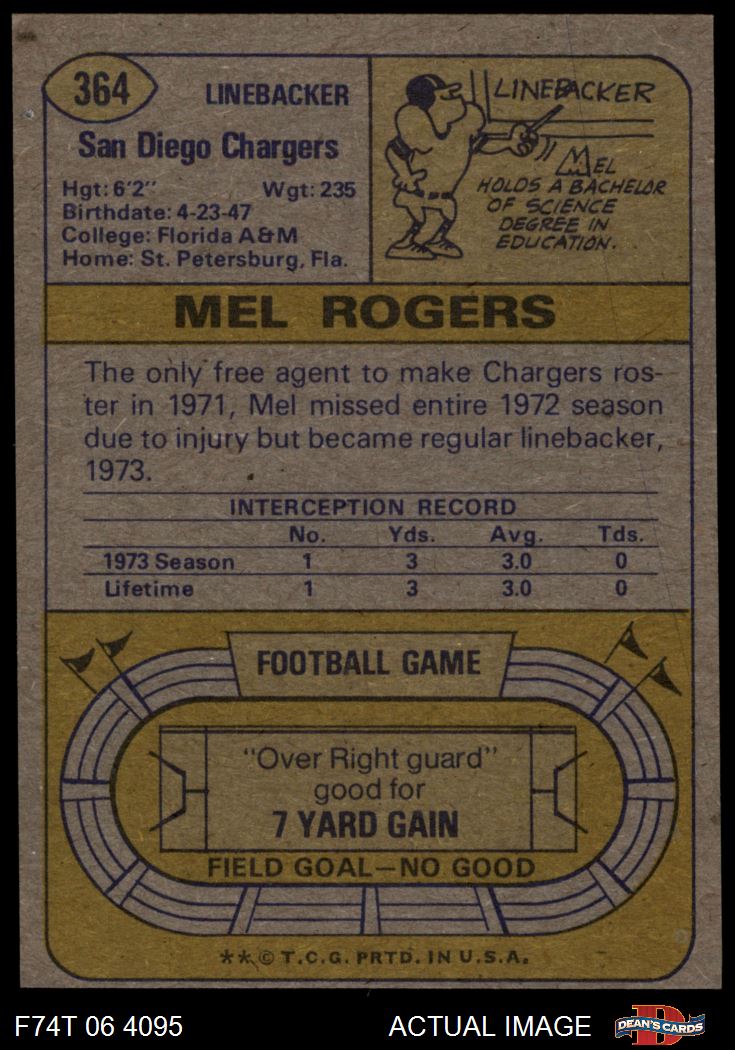 364
LINEBACKER
San Diego Chargers
Hgt: 6'2" Wgt: 235
Birthdate: 4-23-47
College: Florida A&M
Home: St. Petersburg, Fla.
LINEBACKER
MEL
HOLDS A BACHELOR
OF SCIENCE
DEGREE IN
EDUCATION.
MEL ROGERS
The only free agent to make Chargers ros-
ter in 1971, Mel missed entire 1972 season
due to injury but became regular linebacker,
1973.
INTERCEPTION RECORD
No. Yds. Avg. Tds.
1973 Season 1 3 3.0 0
Lifetime 1 3 3.0 0
FOOTBALL GAME
"Over Right guard"
good for
7 YARD GAIN
FIELD GOAL—NO GOOD
**© T.C.G. PRTD. IN U.S.A.
F74T 06 4095 ACTUAL IMAGE
D
DEAN'S CARDS